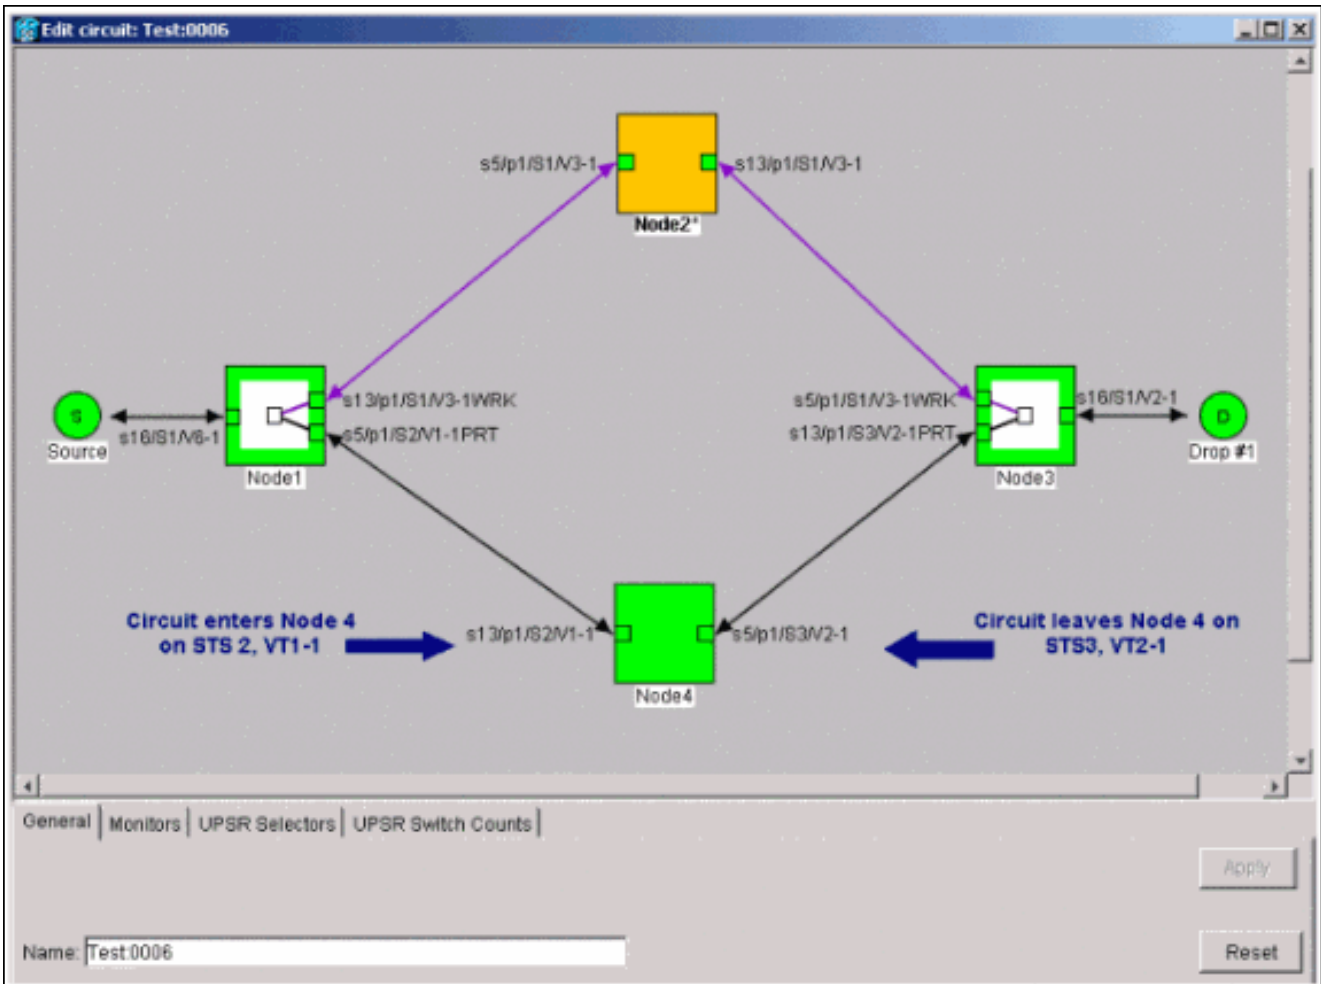 Edit circuit: Test:0006
s5/p1/S1/V3-1
s13/p1/S1/V3-1
Node2*
s13/p1/S1/V3-1WRK
s5/p1/S1/V3-1WRK
s16/S1/V2-1
S
D
s16/S1/V6-1
s5/p1/S2/V1-1PRT
s13/p1/S3/V2-1PRT
Source
Drop #1
Node1
Node3
Circuit enters Node 4
on STS 2, VT1-1
s13/p1/S2/V1-1
s5/p1/S3/V2-1
Circuit leaves Node 4 on
STS3, VT2-1
Node4
General Monitors UPSR Selectors UPSR Switch Counts
Apply
Name: Test:0006
Reset